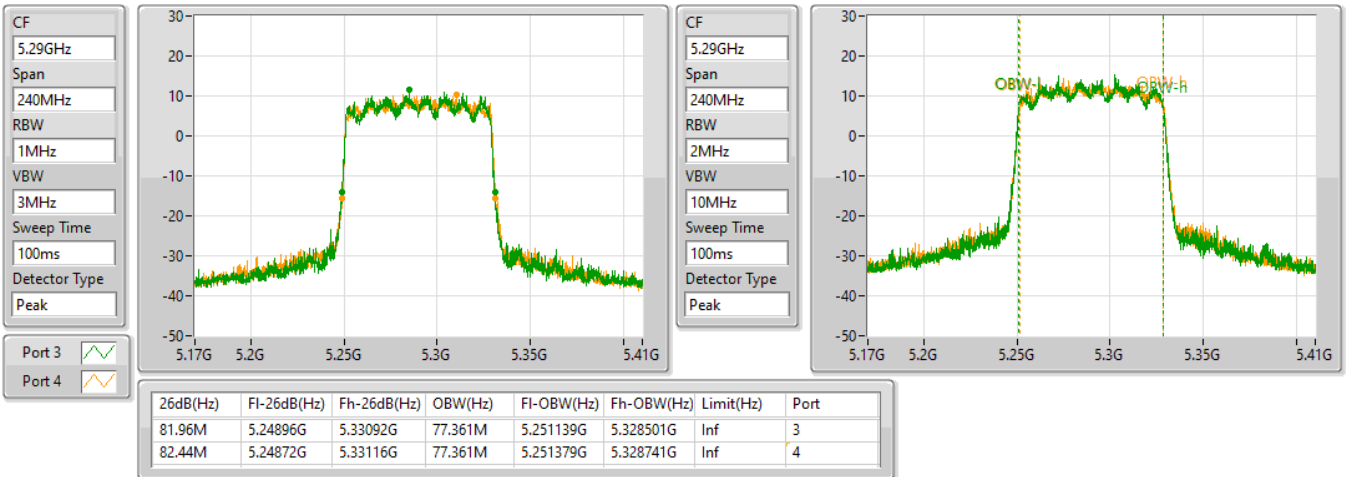 CF
5.29GHz
Span
240MHz
RBW
1MHz
VBW
3MHz
Sweep Time
100ms
Detector Type
Peak
30
20
10
0
-10
-20
-30
-40
-50
5.17G 5.2G 5.25G 5.3G 5.35G 5.41G
CF
5.29GHz
Span
240MHz
RBW
2MHz
VBW
10MHz
Sweep Time
100ms
Detector Type
Peak
30
20
10
0
-10
-20
-30
-40
-50
OBW-l OBW-h
OBW-h
5.17G 5.2G 5.25G 5.3G 5.35G 5.41G
Port 3
Port 4
26dB(Hz) Fl-26dB(Hz) Fh-26dB(Hz) OBW(Hz) Fl-OBW(Hz) Fh-OBW(Hz) Limit(Hz) Port
81.96M 5.24896G 5.33092G 77.361M 5.251139G 5.328501G Inf 3
82.44M 5.24872G 5.33116G 77.361M 5.251379G 5.328741G Inf 4